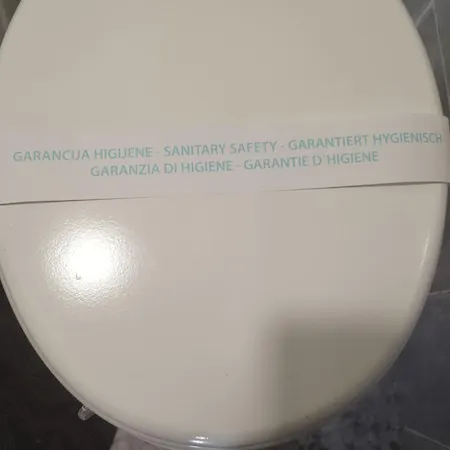 GARANCIJA HIGIJENE - SANITARY SAFETY - GARANTIERT HYGIENISCH
GARANZIA DI HIGIENE - GARANTIE D'HIGIENE